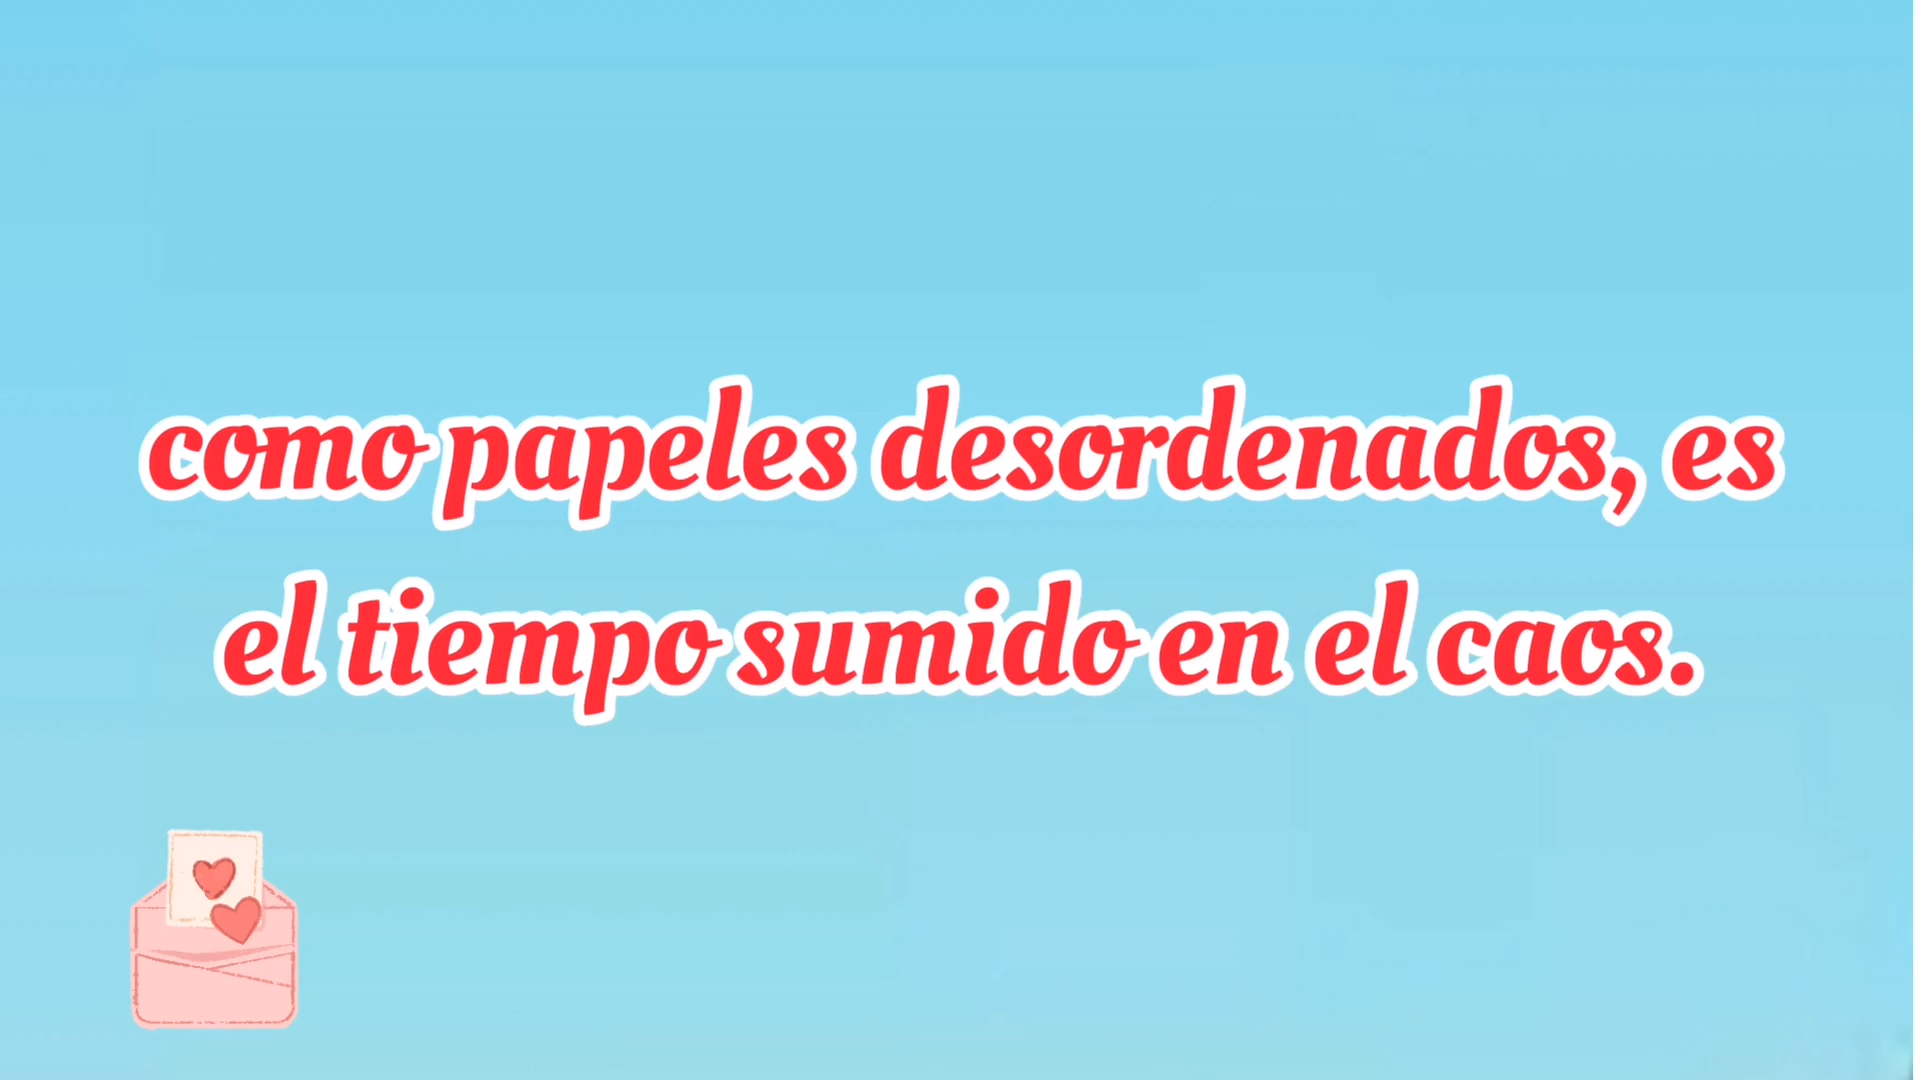 como papeles desordenados, es
el tiempo sumido en el caos.